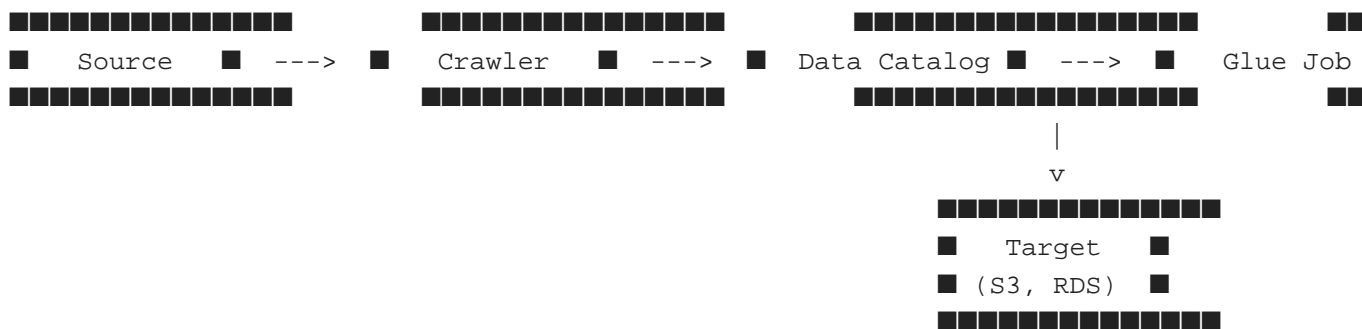 ■■■■■■■■■■■■■■ ■■■■■■■■■■■■■■■ ■■■■■■■■■■■■■■■■■ ■■
■ Source ■ ---> ■ Crawler ■ ---> ■ Data Catalog ■ ---> ■ Glue Job
■■■■■■■■■■■■■■ ■■■■■■■■■■■■■■■ ■■■■■■■■■■■■■■■■■ ■■
|
v
■■■■■■■■■■■■■■
■ Target ■
■ (S3, RDS) ■
■■■■■■■■■■■■■■